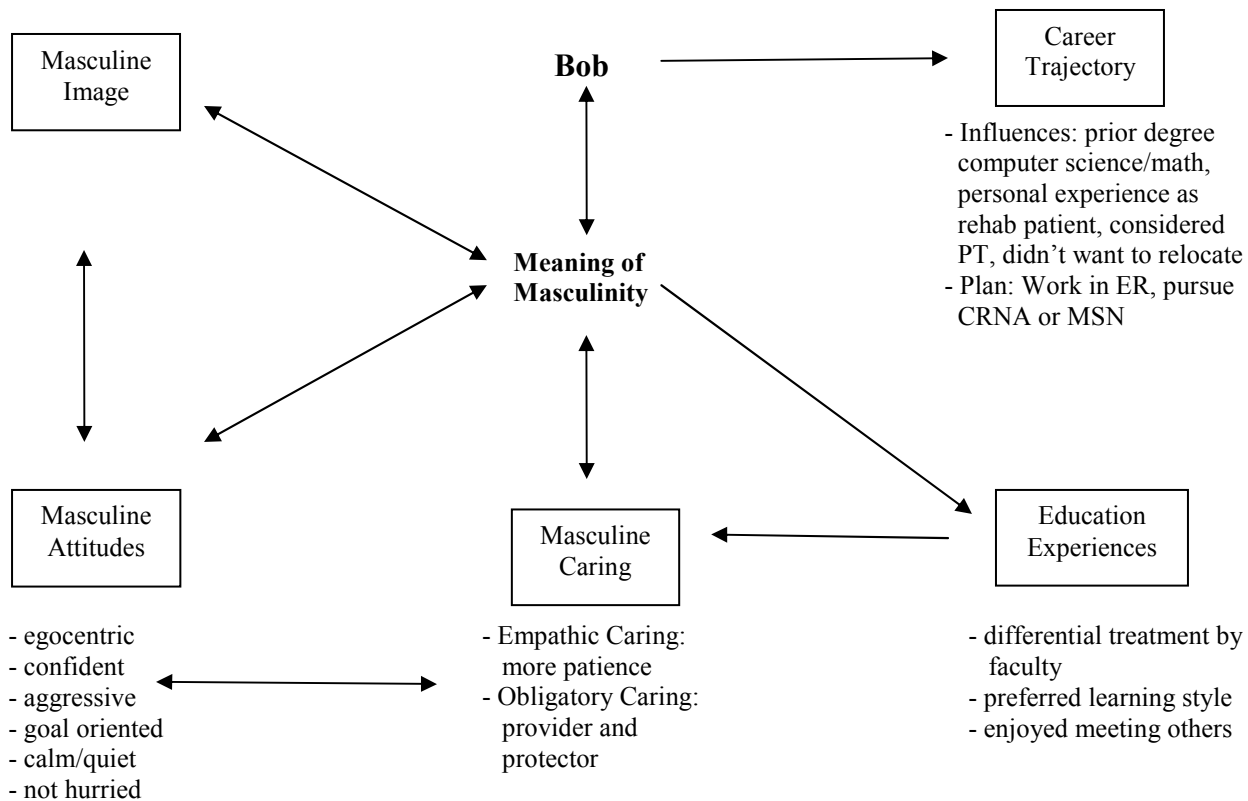 Masculine
Image
Bob
Career
Trajectory
- Influences: prior degree
computer science/math,
personal experience as
rehab patient, considered
PT, didn’t want to relocate
- Plan: Work in ER, pursue
CRNA or MSN
Meaning of
Masculinity
Masculine
Attitudes
- egocentric
- confident
- aggressive
- goal oriented
- calm/quiet
- not hurried
Masculine
Caring
- Empathic Caring:
more patience
- Obligatory Caring:
provider and
protector
Education
Experiences
- differential treatment by
faculty
- preferred learning style
- enjoyed meeting others